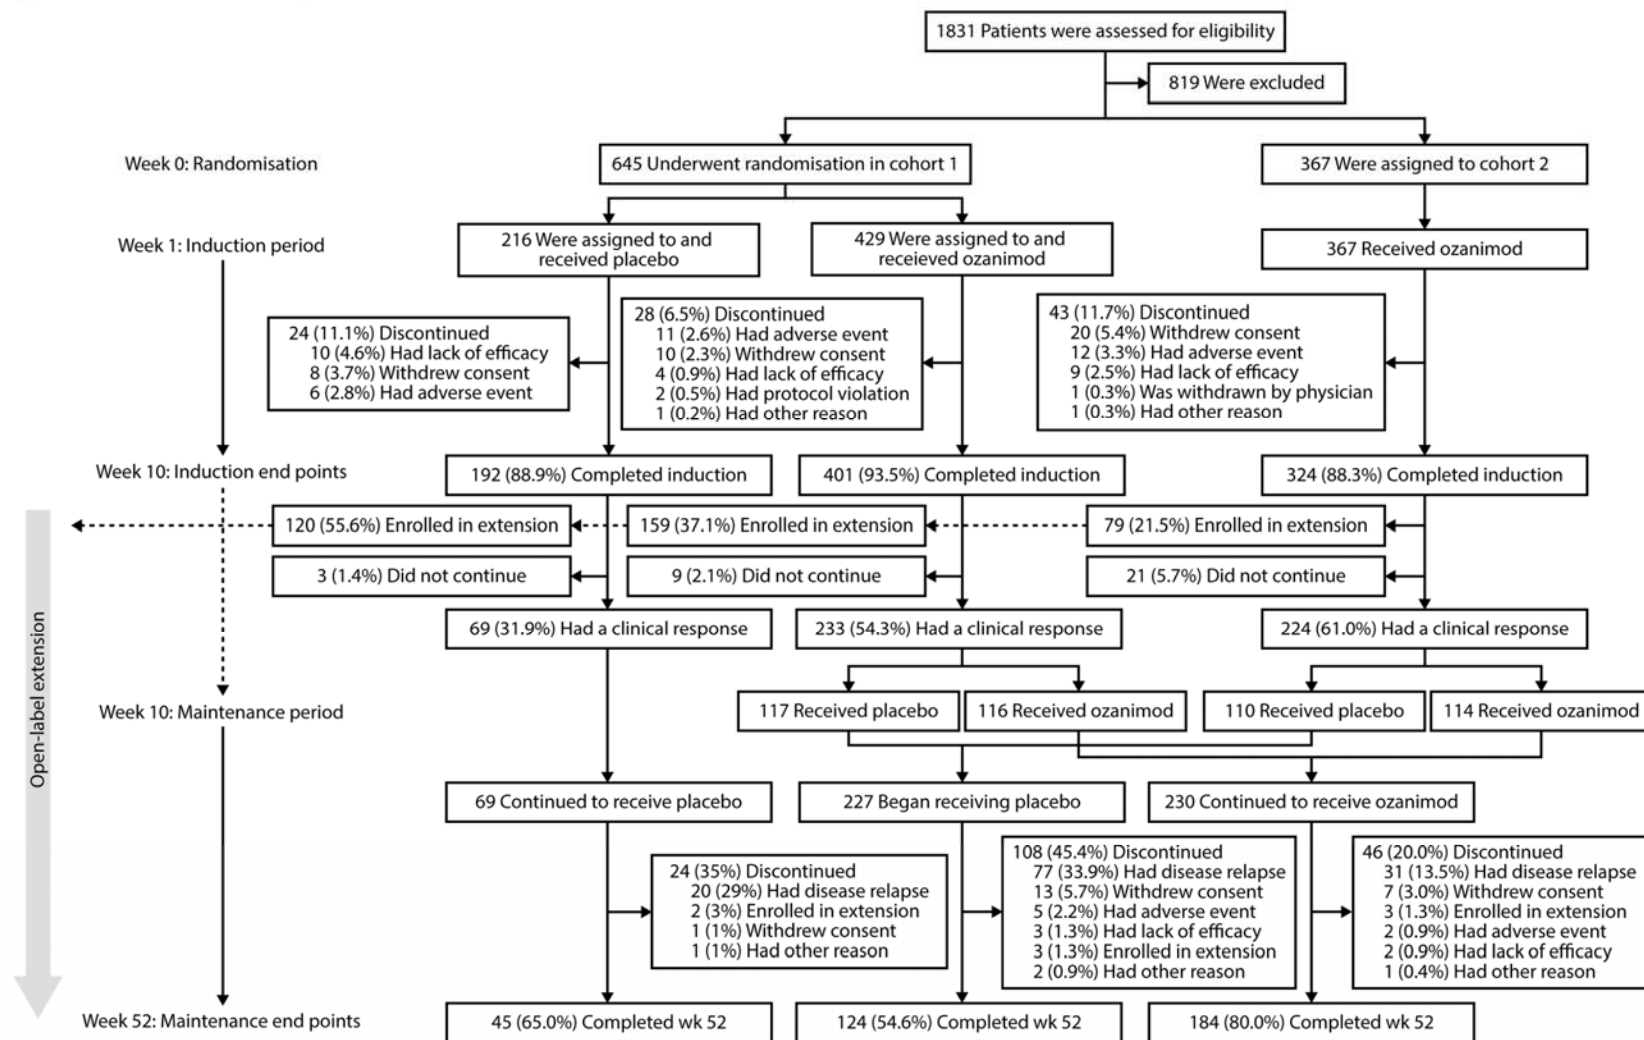 1831 Patients were assessed for eligibility
819 Were excluded
Week 0: Randomisation
645 Underwent randomisation in cohort 1
367 Were assigned to cohort 2
Week 1: Induction period
216 Were assigned to and
received placebo
429 Were assigned to and
receieved ozanimod
367 Received ozanimod
24 (11.1%) Discontinued
10 (4.6%) Had lack of efficacy
8 (3.7%) Withdrew consent
6 (2.8%) Had adverse event
28 (6.5%) Discontinued
11 (2.6%) Had adverse event
10 (2.3%) Withdrew consent
4 (0.9%) Had lack of efficacy
2 (0.5%) Had protocol violation
1 (0.2%) Had other reason
43 (11.7%) Discontinued
20 (5.4%) Withdrew consent
12 (3.3%) Had adverse event
9 (2.5%) Had lack of efficacy
1 (0.3%) Was withdrawn by physician
1 (0.3%) Had other reason
Week 10: Induction end points
192 (88.9%) Completed induction
401 (93.5%) Completed induction
324 (88.3%) Completed induction
120 (55.6%) Enrolled in extension
159 (37.1%) Enrolled in extension
79 (21.5%) Enrolled in extension
3 (1.4%) Did not continue
9 (2.1%) Did not continue
21 (5.7%) Did not continue
69 (31.9%) Had a clinical response
233 (54.3%) Had a clinical response
224 (61.0%) Had a clinical response
Open-label extension
Week 10: Maintenance period
117 Received placebo
116 Received ozanimod
110 Received placebo
114 Received ozanimod
69 Continued to receive placebo
227 Began receiving placebo
230 Continued to receive ozanimod
24 (35%) Discontinued
20 (29%) Had disease relapse
2 (3%) Enrolled in extension
1 (1%) Withdrew consent
1 (1%) Had other reason
108 (45.4%) Discontinued
77 (33.9%) Had disease relapse
13 (5.7%) Withdrew consent
5 (2.2%) Had adverse event
3 (1.3%) Had lack of efficacy
3 (1.3%) Enrolled in extension
2 (0.9%) Had other reason
46 (20.0%) Discontinued
31 (13.5%) Had disease relapse
7 (3.0%) Withdrew consent
3 (1.3%) Enrolled in extension
2 (0.9%) Had adverse event
2 (0.9%) Had lack of efficacy
1 (0.4%) Had other reason
Week 52: Maintenance end points
45 (65.0%) Completed wk 52
124 (54.6%) Completed wk 52
184 (80.0%) Completed wk 52